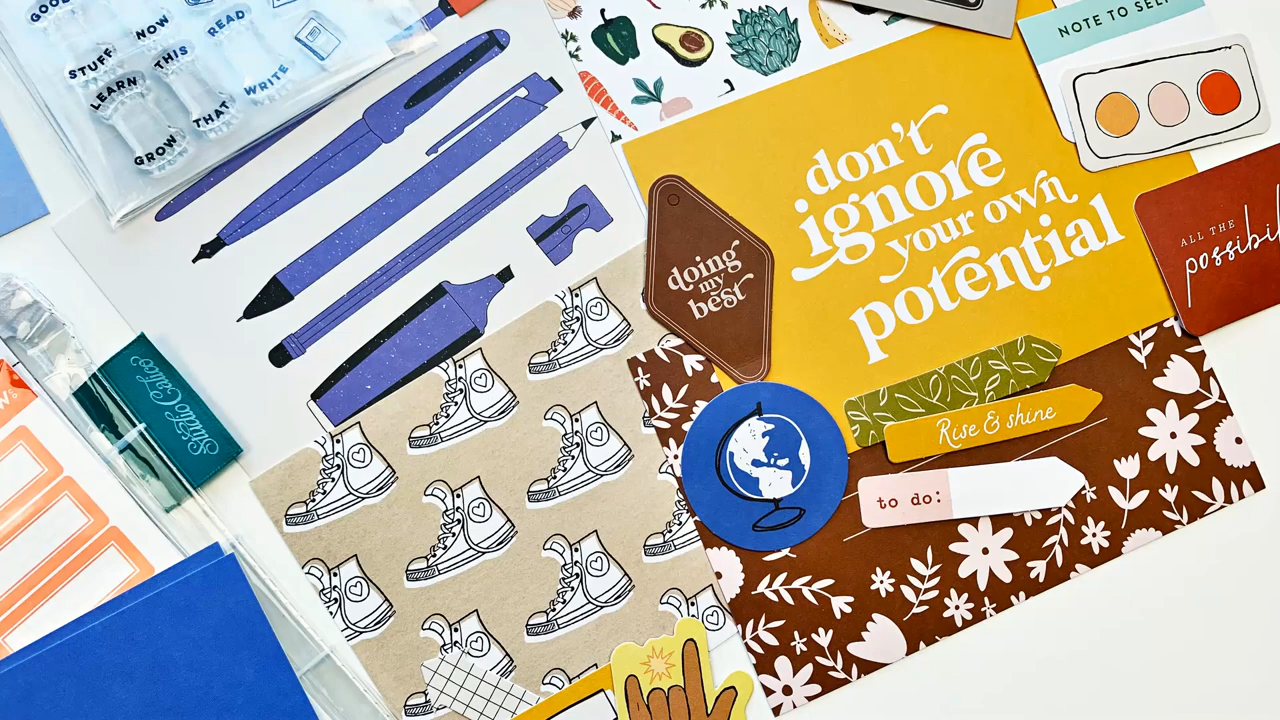 GOOD
NOW
READ
STUFF
THIS
LEARN
THAT
WRITE
GROW
NOTE TO SELF
don't
ignore
your own
potential
doing
my
best
ALL THE
possibil
Studio Calico
Rise & shine
to do: